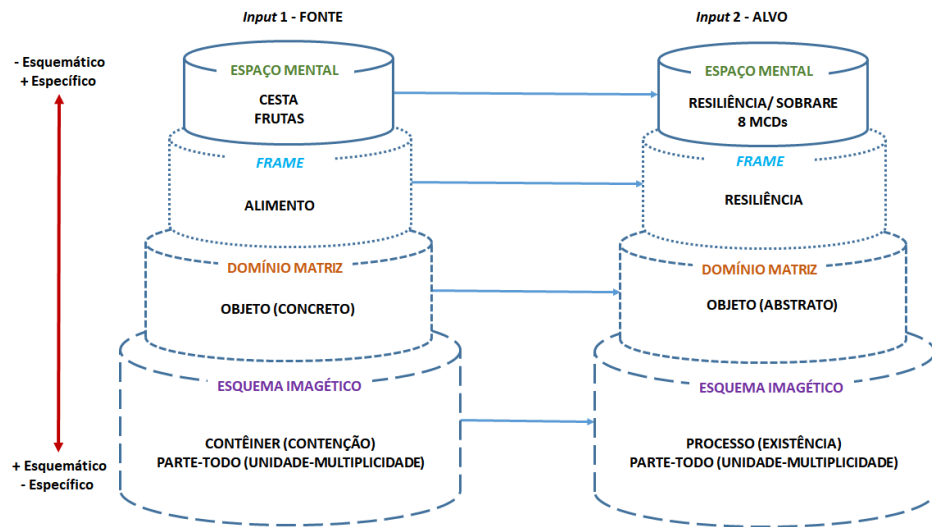 Input 1 - FONTE
Input 2 - ALVO
- Esquemático
+ Específico
ESPAÇO MENTAL
CESTA
FRUTAS
ESPAÇO MENTAL
RESILIÊNCIA/ SOBRARE
8 MCDs
FRAME
ALIMENTO
FRAME
RESILIÊNCIA
DOMÍNIO MATRIZ
OBJETO (CONCRETO)
DOMÍNIO MATRIZ
OBJETO (ABSTRATO)
ESQUEMA IMAGÉTICO
CONTÊINER (CONTENÇÃO)
PARTE-TODO (UNIDADE-MULTIPLICIDADE)
ESQUEMA IMAGÉTICO
PROCESSO (EXISTÊNCIA)
PARTE-TODO (UNIDADE-MULTIPLICIDADE)
+ Esquemático
- Específico